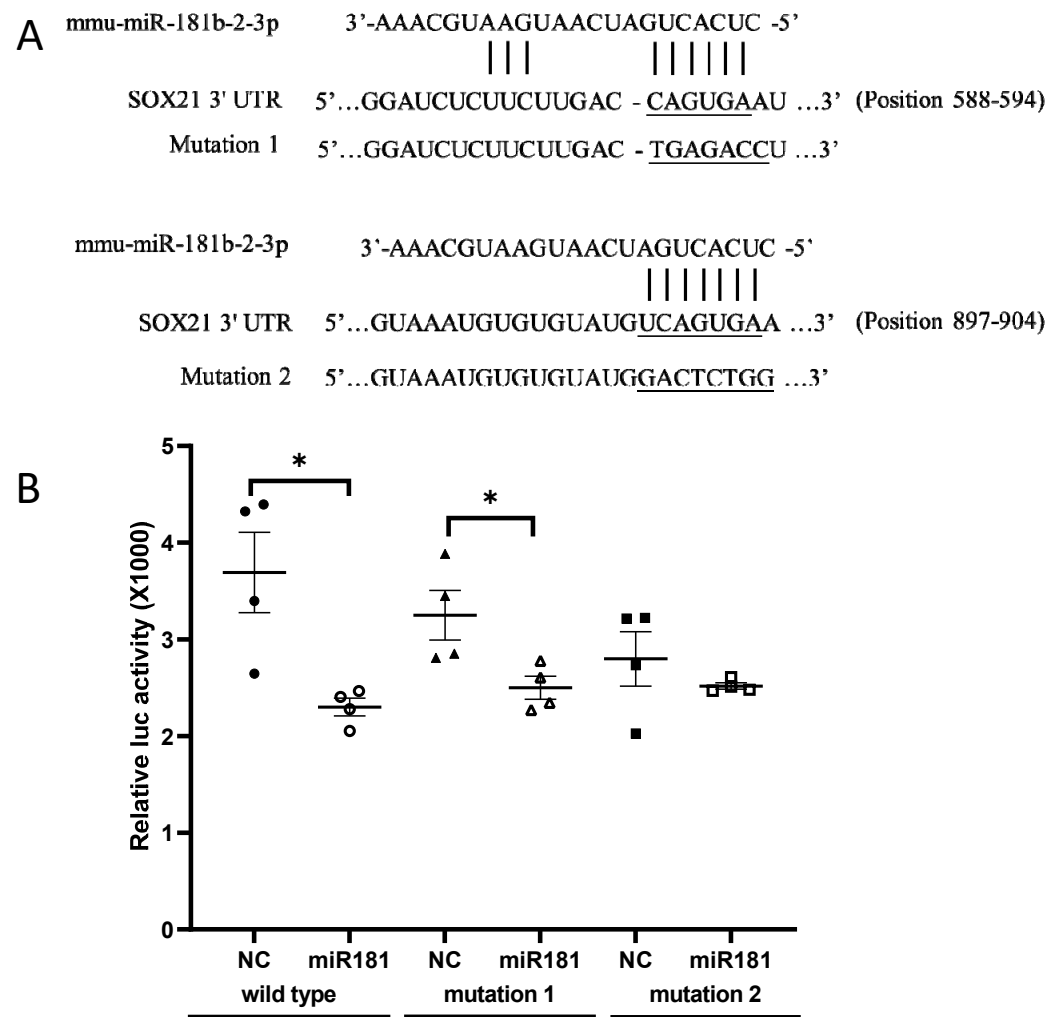 A
mmu-miR-181b-2-3p 3'-AAACGUAAGUAACUAGUCACUC -5'
SOX21 3' UTR 5'…GGAUCUCUUCUUGAC - CAGUGAAU …3' (Position 588-594)
Mutation 1 5'…GGAUCUCUUCUUGAC - TGAGACCU …3'
mmu-miR-181b-2-3p 3'-AAACGUAAGUAACUAGUCACUC -5'
SOX21 3' UTR 5'…GUAAAUGUGUGUAUGUCAGUGAA …3' (Position 897-904)
Mutation 2 5'…GUAAAUGUGUGUAUGGACTCTGG …3'
B
Relative luc activity (X1000)
5
4
3
2
1
0
* *
NC miR181 NC miR181 NC miR181
wild type mutation 1 mutation 2